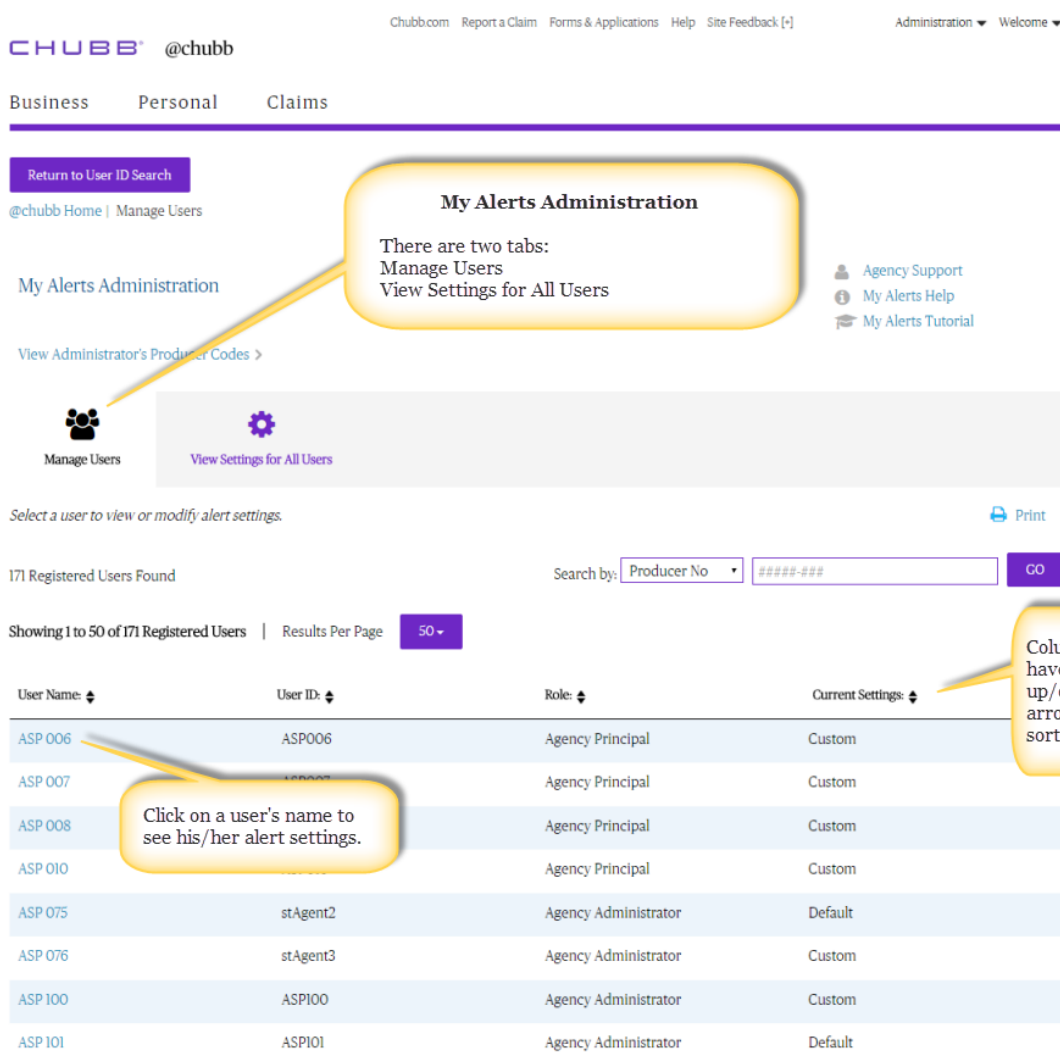 Chubb.com Report a Claim Forms & Applications Help Site Feedback [+] Administration Welcome
CHUBB® @chubb
Business Personal Claims
Return to User ID Search
@chubb Home | Manage Users
My Alerts Administration
There are two tabs:
Manage Users
View Settings for All Users
My Alerts Administration
Agency Support
My Alerts Help
My Alerts Tutorial
View Administrator's Producer Codes >
Manage Users View Settings for All Users
Select a user to view or modify alert settings.
Print
171 Registered Users Found
Search by: Producer No #####-### GO
Showing 1 to 50 of 171 Registered Users | Results Per Page 50
User Name: User ID: Role: Current Settings:
up/
sort
ASP 006 ASP006 Agency Principal Custom
ASP 007 Agency Principal Custom
Click on a user's name to
see his/her alert settings.
ASP 008 Agency Principal Custom
ASP 010 Agency Principal Custom
ASP 075 stAgent2 Agency Administrator Default
ASP 076 stAgent3 Agency Administrator Custom
ASP 100 ASP100 Agency Administrator Custom
ASP 101 ASP101 Agency Administrator Default